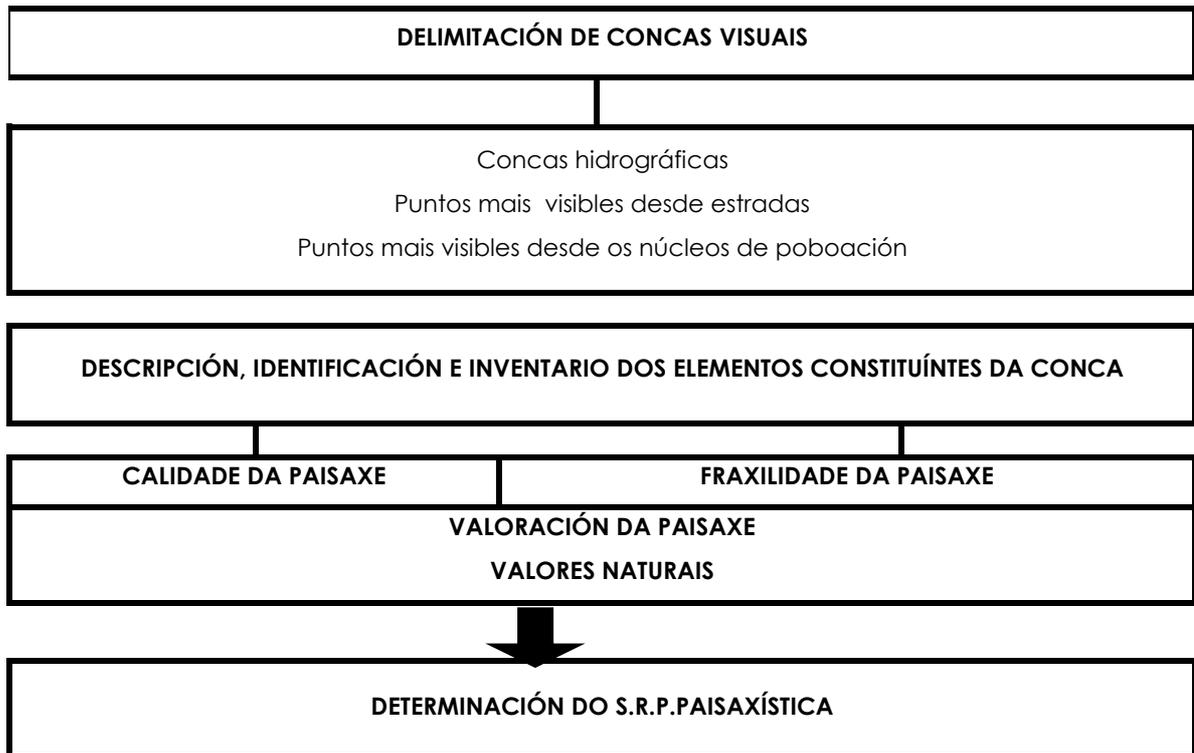 DELIMITACIÓN DE CONCAS VISUAIS
Concas hidrográficas
Puntos mais visibles desde estradas
Puntos mais visibles desde os núcleos de poboación
DESCRIPCIÓN, IDENTIFICACIÓN E INVENTARIO DOS ELEMENTOS CONSTITUÍNTES DA CONCA
CALIDADE DA PAISAXE
FRAXILIDADE DA PAISAXE
VALORACIÓN DA PAISAXE
VALORES NATURAIS
DETERMINACIÓN DO S.R.P.PAISAXÍSTICA